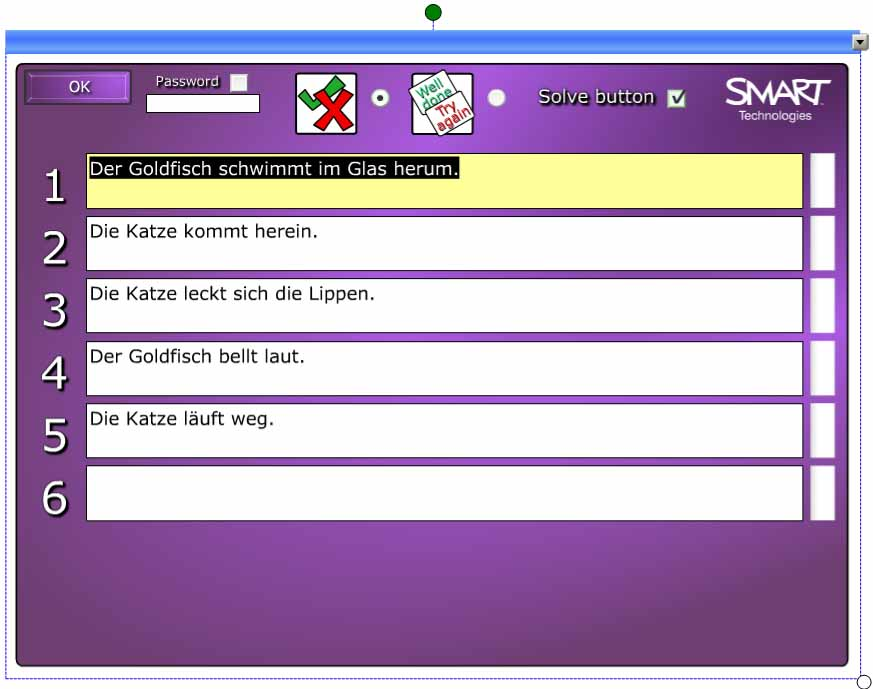 OK
Password
Well done
Try again
Solve button
SMART
Technologies
1 Der Goldfisch schwimmt im Glas herum.
2 Die Katze kommt herein.
3 Die Katze leckt sich die Lippen.
4 Der Goldfisch bellt laut.
5 Die Katze läuft weg.
6